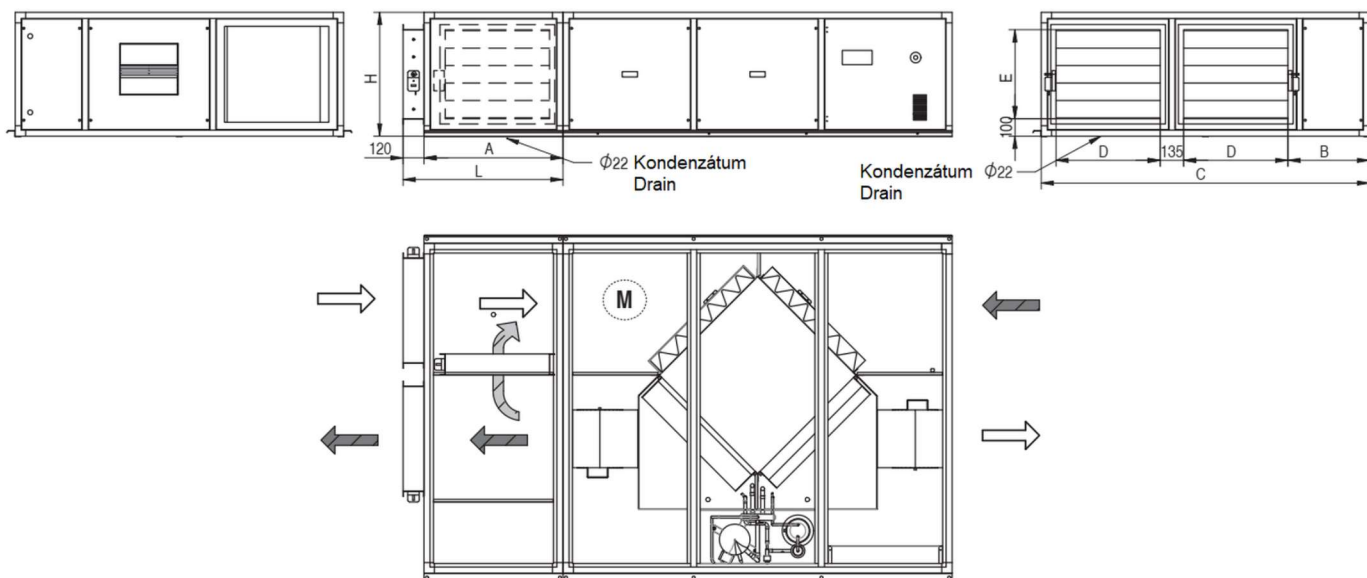 H
120
A
L
Φ22 Kondenzátum
Drain
Kondenzátum Φ22
Drain
E
100
D
135
D
B
C
M